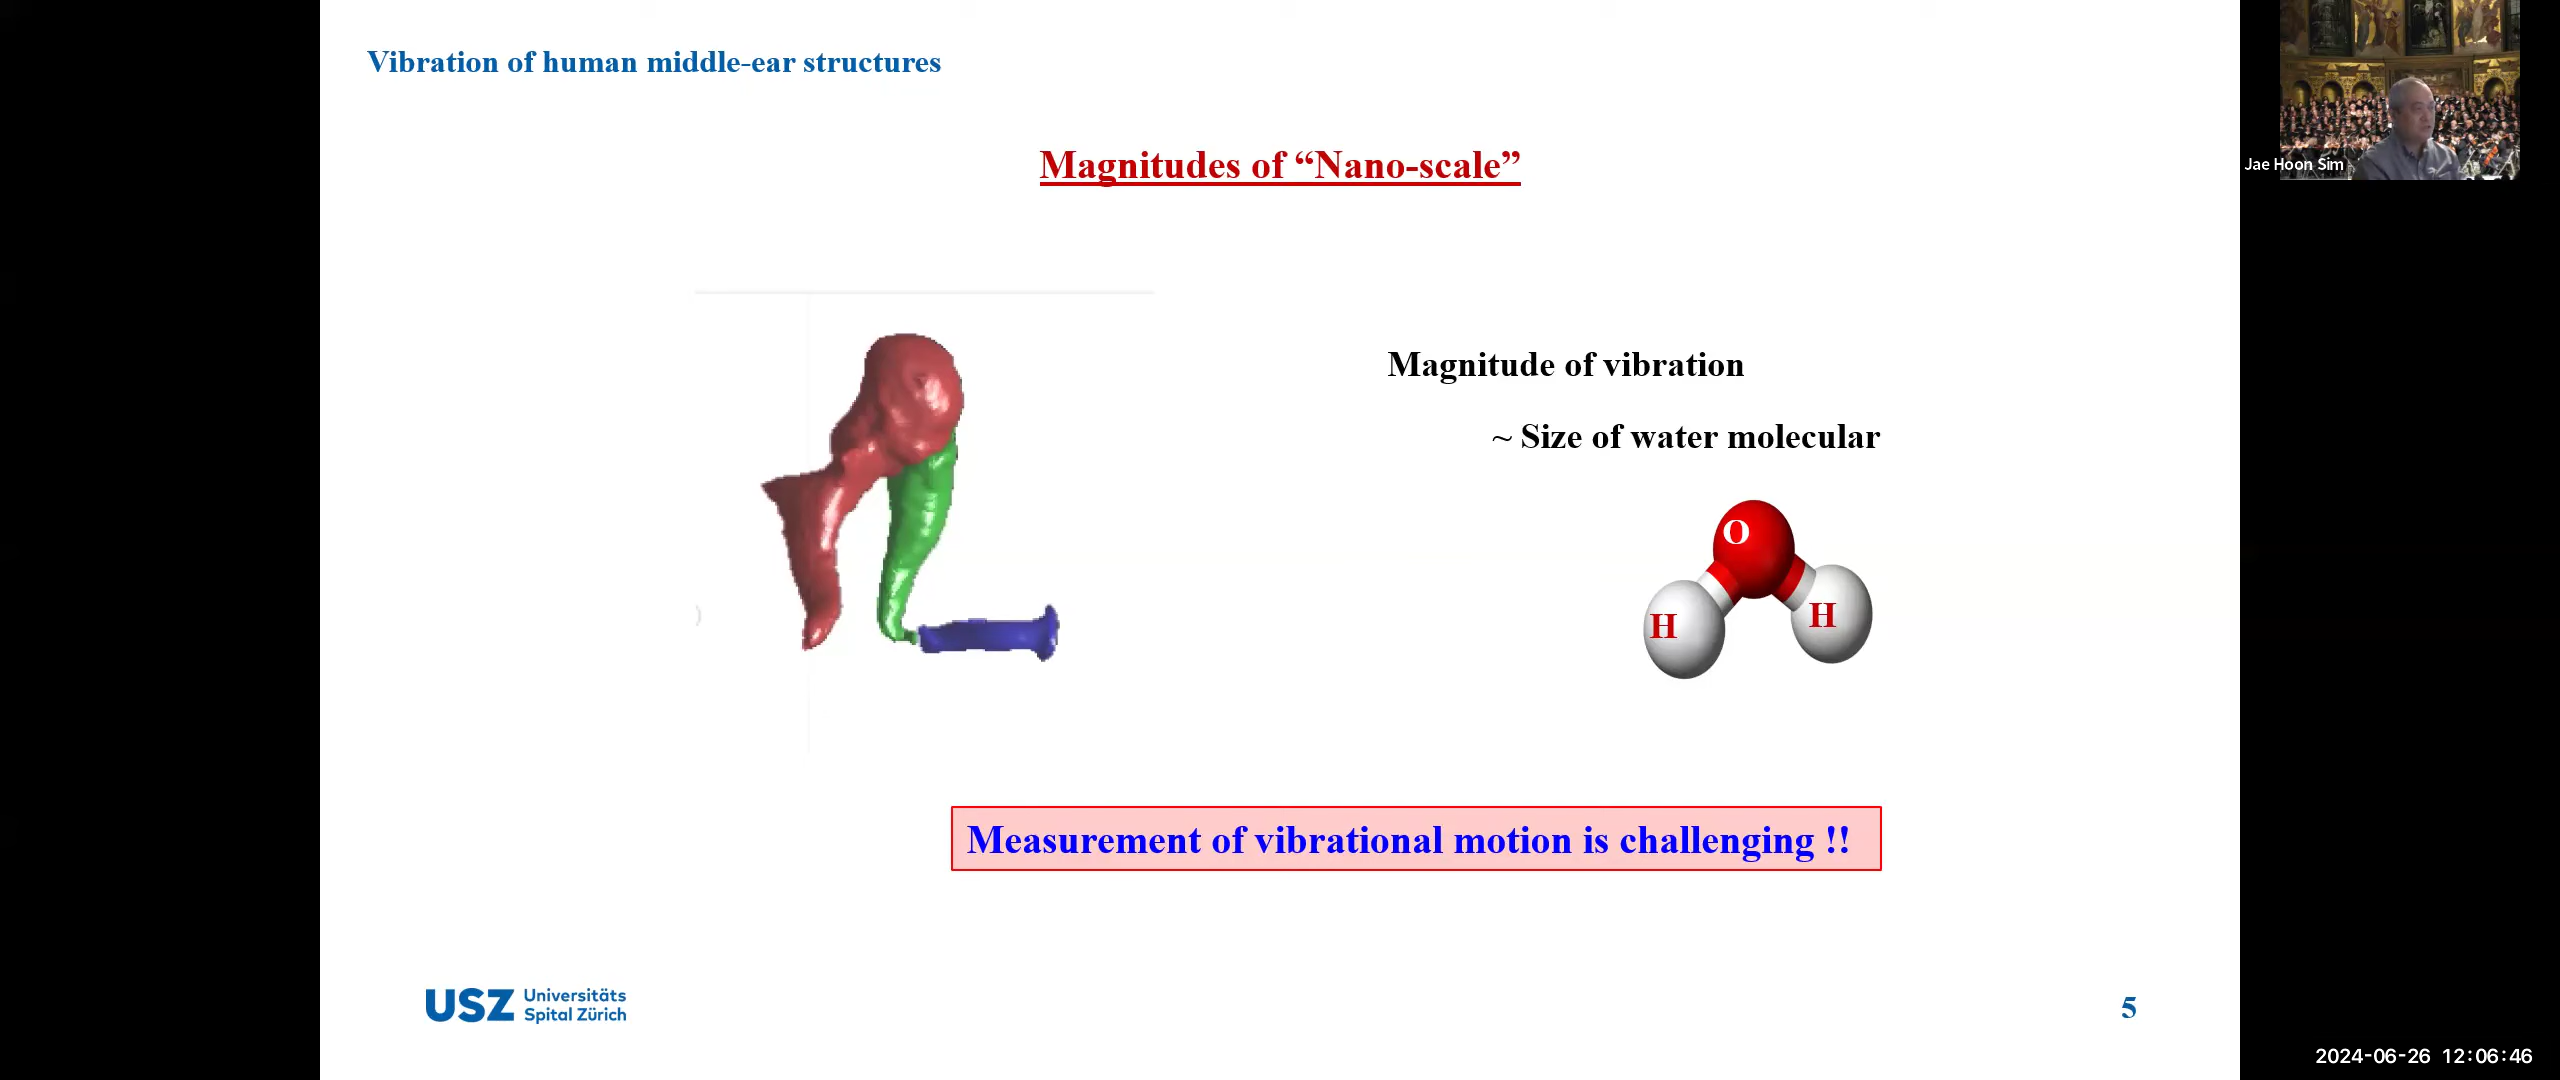 Vibration of human middle-ear structures
Magnitudes of “Nano-scale”
Magnitude of vibration
~ Size of water molecular
O
H
H
Measurement of vibrational motion is challenging !!
USZ Universitäts
Spital Zürich
5
Jae Hoon Sim
2024-06-26 12:06:46